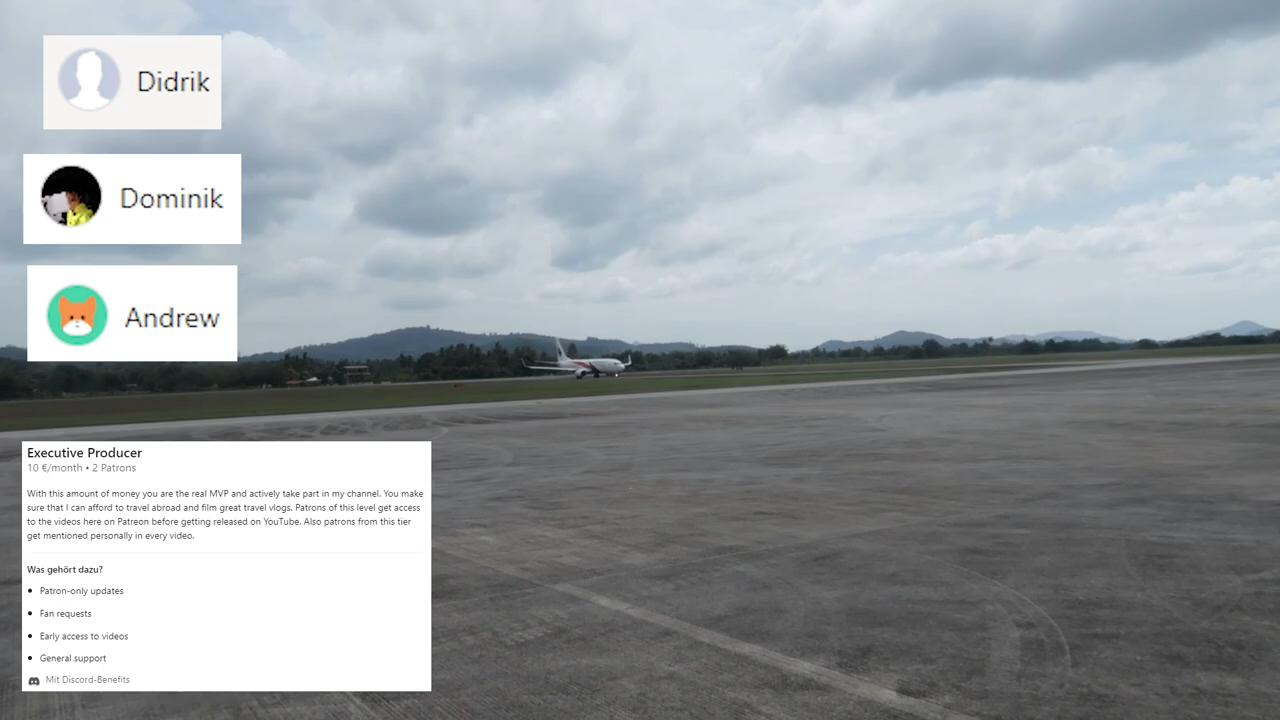 Didrik
Dominik
Andrew
Executive Producer
10 €/month • 2 Patrons
With this amount of money you are the real MVP and actively take part in my channel. You make
sure that I can afford to travel abroad and film great travel vlogs. Patrons of this level get access
to the videos here on Patreon before getting released on YouTube. Also patrons from this tier
get mentioned personally in every video.
Was gehört dazu?
• Patron-only updates
• Fan requests
• Early access to videos
• General support
Mit Discord-Benefits